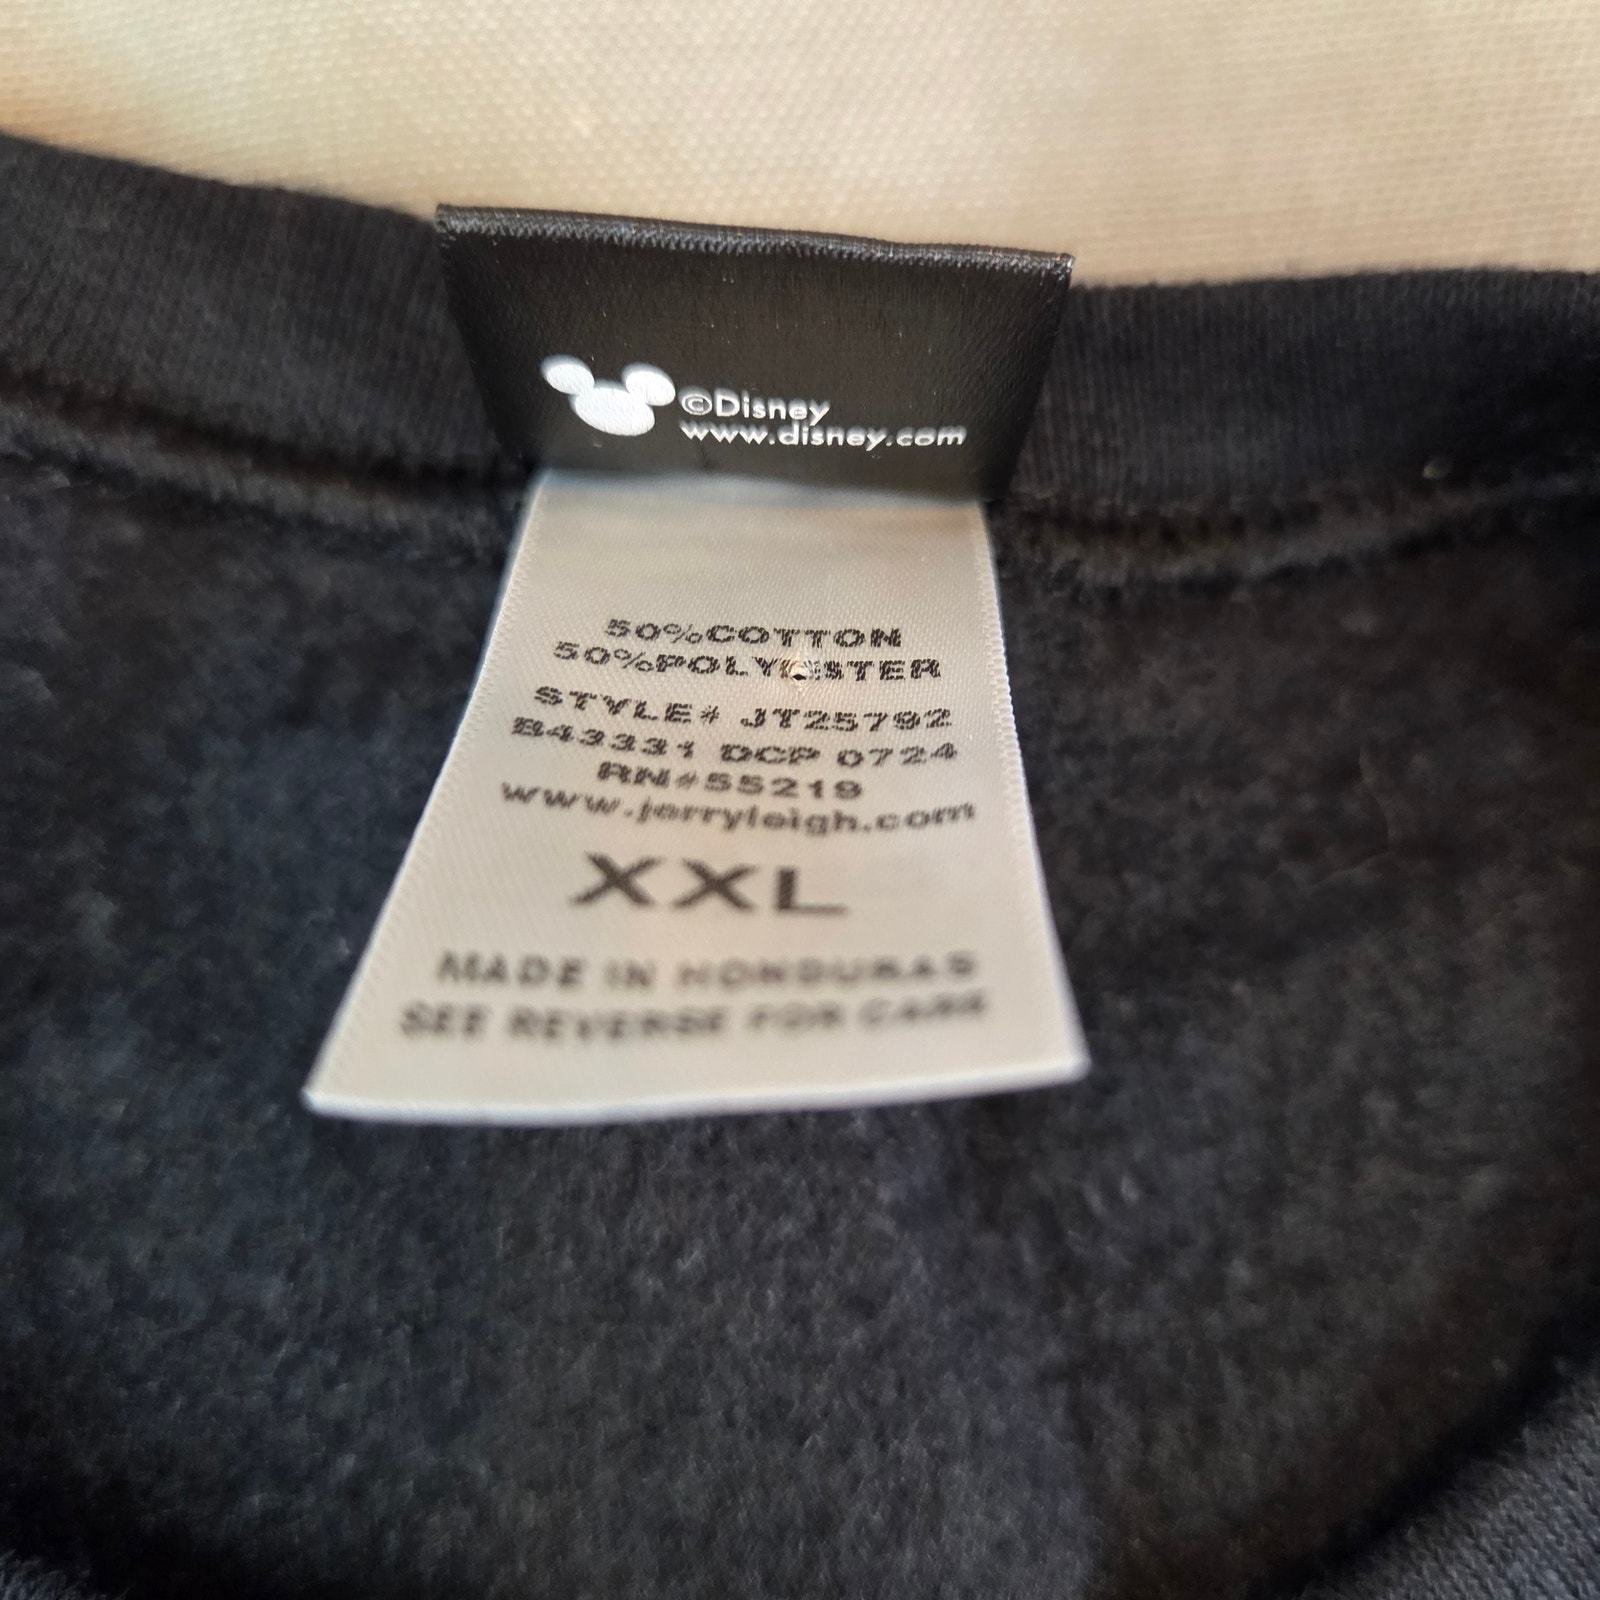 ©Disney
www.disney.com
50%COTTON
50%POLYESTER
STYLE# JT25792
B43331 DCP 0724
RN#55219
www.jerryleigh.com
XXL
MADE IN HONDURAS
SEE REVERSE FOR CARE